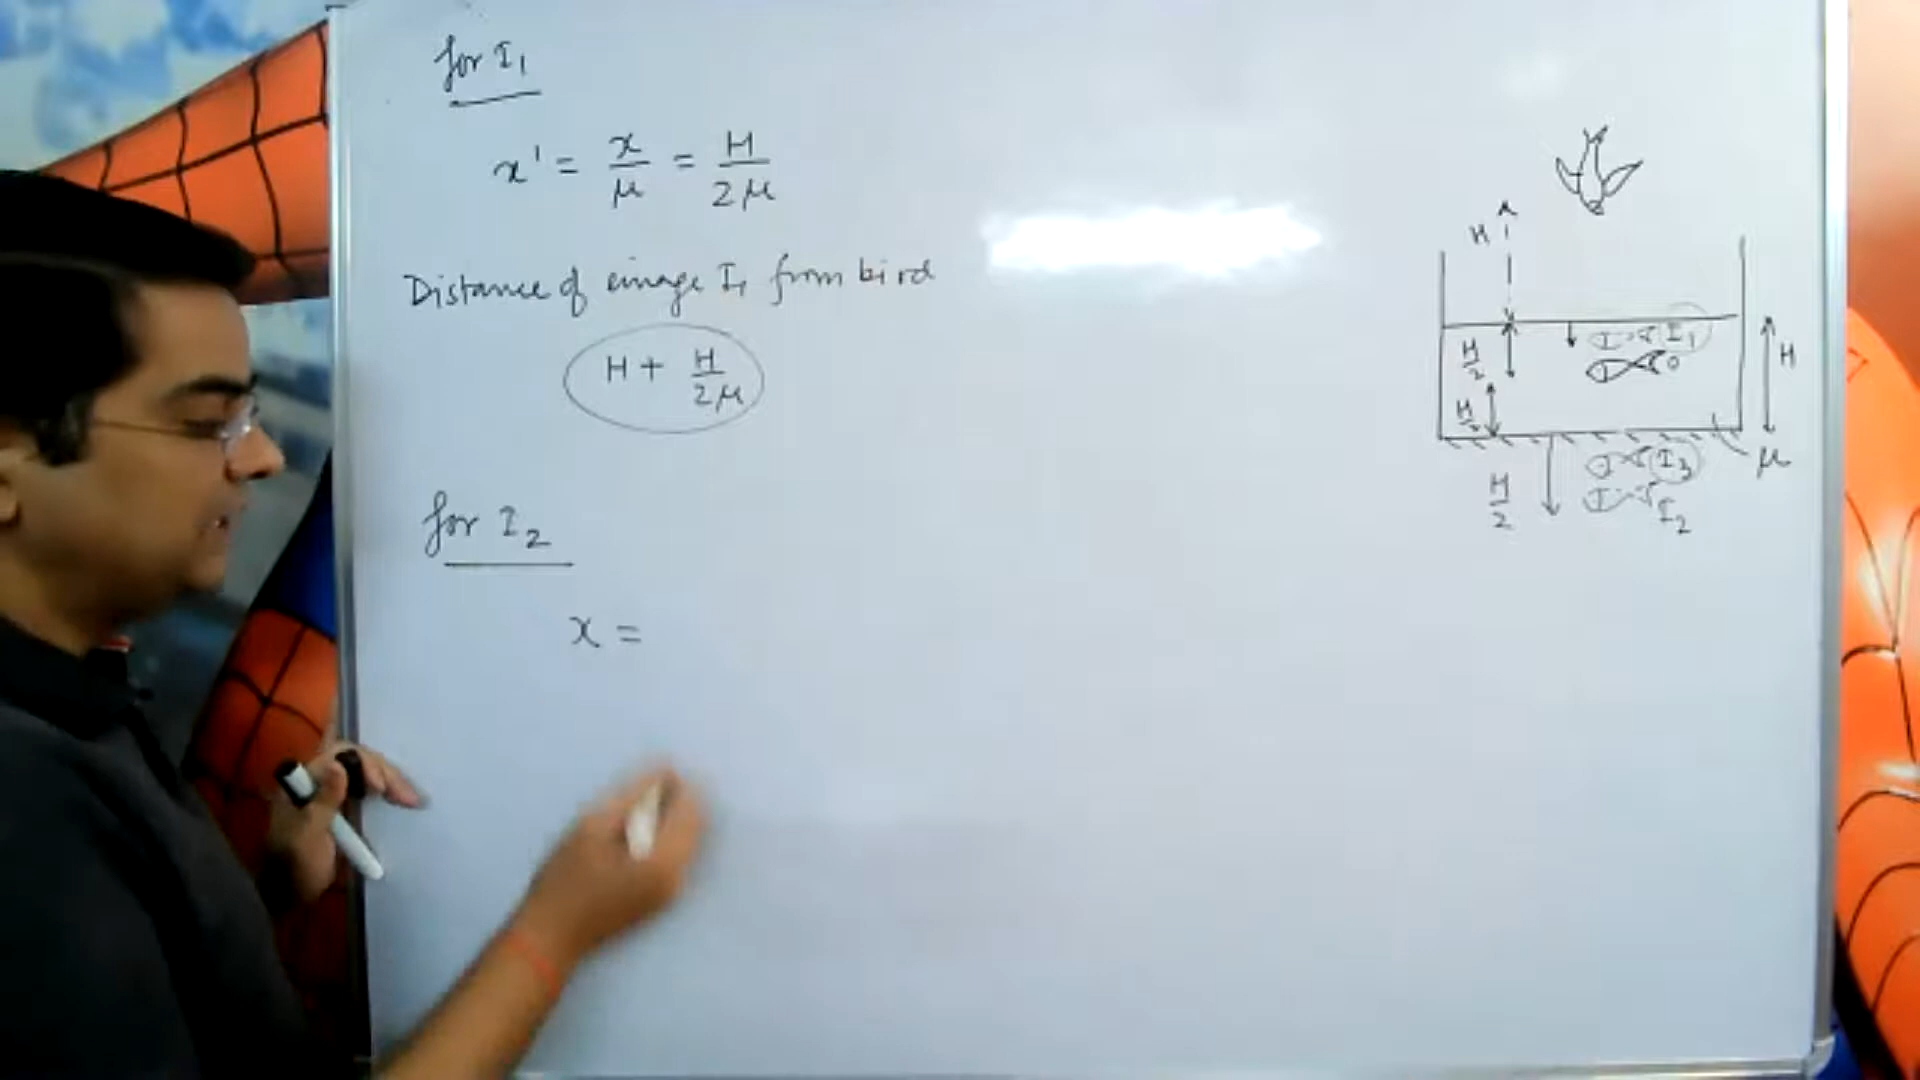 for I₁
x' = x/μ = H/2μ
Distance of image I₁ from bird
H + H/2μ
for I₂
x =
H
I₁
H/2
O
H
H/2
I₃
μ
H/2
I₂